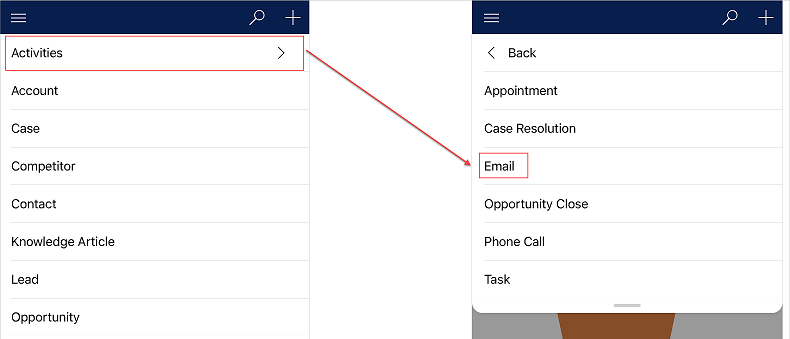 Activities
Account
Case
Competitor
Contact
Knowledge Article
Lead
Opportunity
Back
Appointment
Case Resolution
Email
Opportunity Close
Phone Call
Task